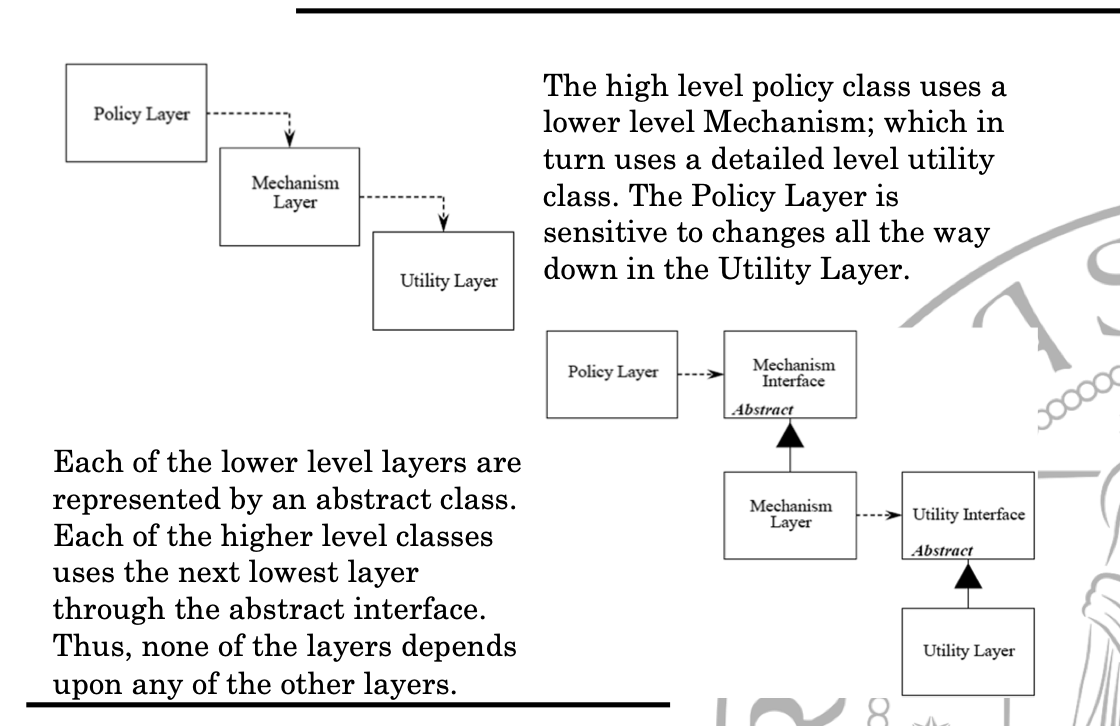 Policy Layer
Mechanism
Layer
Utility Layer
The high level policy class uses a
lower level Mechanism; which in
turn uses a detailed level utility
class. The Policy Layer is
sensitive to changes all the way
down in the Utility Layer.
Policy Layer
Mechanism
Interface
Abstract
Mechanism
Layer
Utility Interface
Abstract
Utility Layer
Each of the lower level layers are
represented by an abstract class.
Each of the higher level classes
uses the next lowest layer
through the abstract interface.
Thus, none of the layers depends
upon any of the other layers.